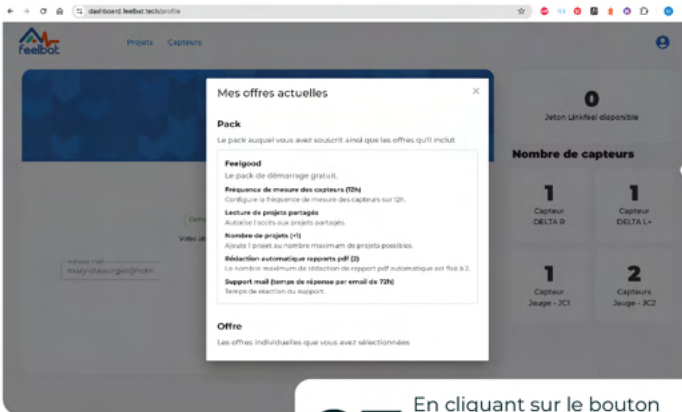 dashboard.feelbat.tech/profile
feelbat
Projets Capteurs
Mes offres actuelles
Pack
Le pack auquel vous avez souscrit ainsi que les offres qu'il inclut
Feelgood
Le pack de démarrage gratuit.
Fréquence de mesure des capteurs (12h)
Configure la fréquence de mesure des capteurs sur 12h.
Lecture de projets partagés
Autorise l'accès aux projets partagés.
Nombre de projets (+1)
Ajoute 1 projet au nombre maximum de projets possibles.
Rédaction automatique rapports pdf (2)
Le nombre maximum de rédaction de rapport pdf automatique est fixé à 2.
Support mail (temps de réponse par email de 72h)
Temps de réaction du support.
Offre
Les offres individuelles que vous avez sélectionnées
Adresse mail
0
Jeton Linkfeel disponible
Nombre de capteurs
1
Capteur
DELTA R
1
Capteur
DELTA L+
1
Capteur
Jauge - JC1
2
Capteurs
Jauge - JC2
En cliquant sur le bouton